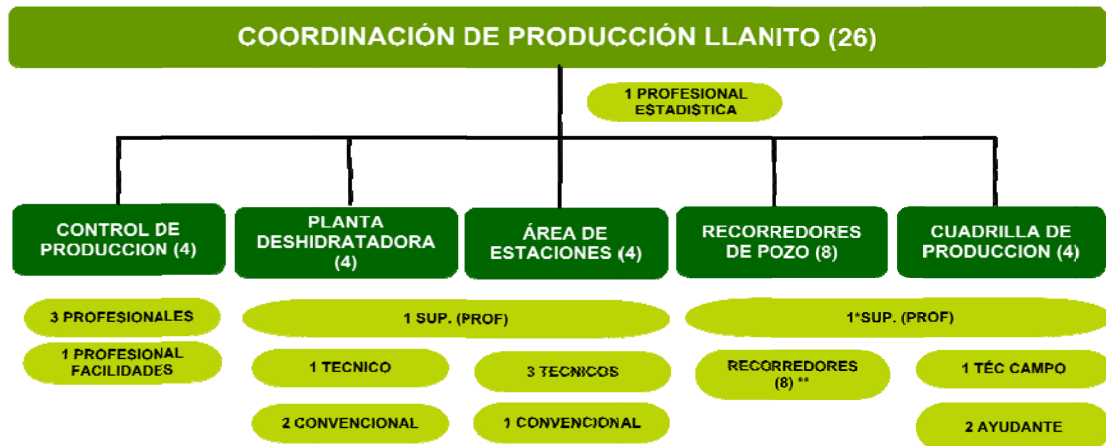 COORDINACIÓN DE PRODUCCIÓN LLANITO (26)
1 PROFESIONAL
ESTADISTICA
CONTROL DE
PRODUCCION (4)
PLANTA
DESHIDRATADORA
(4)
ÁREA DE
ESTACIONES (4)
RECORREDORES
DE POZO (8)
CUADRILLA DE
PRODUCCION (4)
3 PROFESIONALES
1 PROFESIONAL
FACILIDADES
1 SUP. (PROF)
1 TECNICO
2 CONVENCIONAL
3 TECNICOS
1 CONVENCIONAL
1*SUP. (PROF)
RECORREDORES
(8) **
1 TÉC CAMPO
2 AYUDANTE